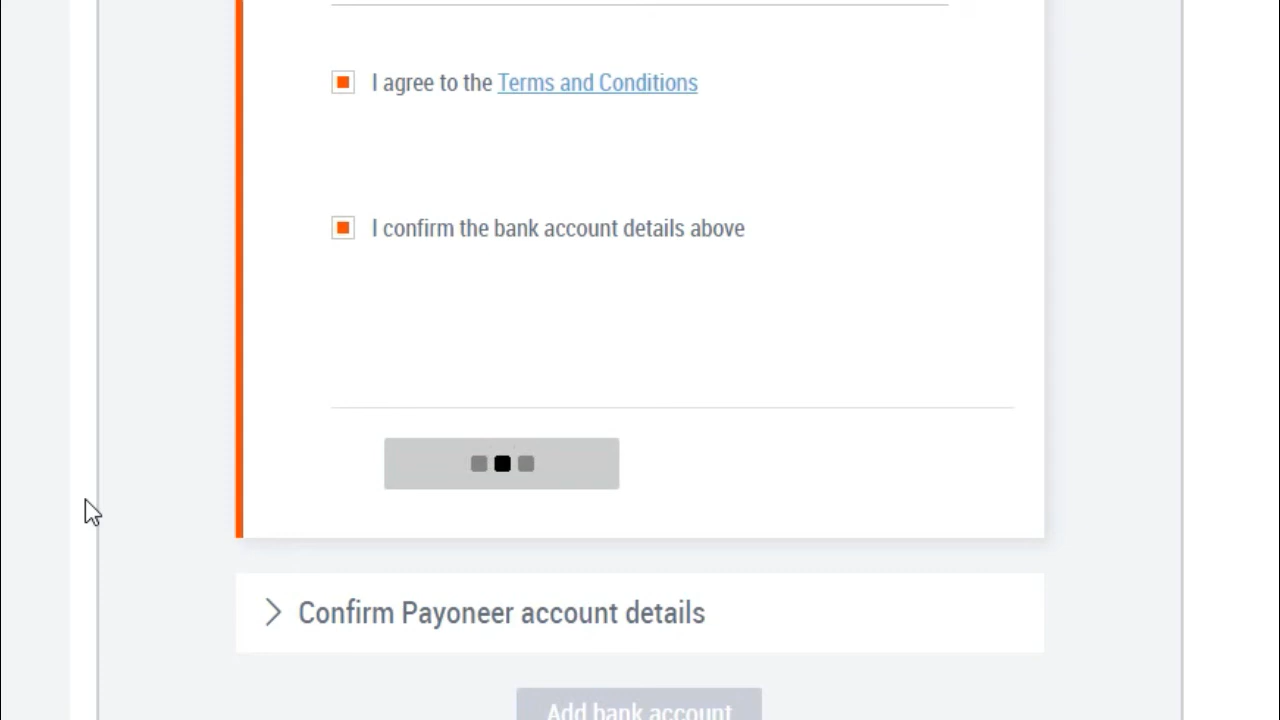 I agree to the Terms and Conditions
I confirm the bank account details above
Confirm Payoneer account details
Add bank account